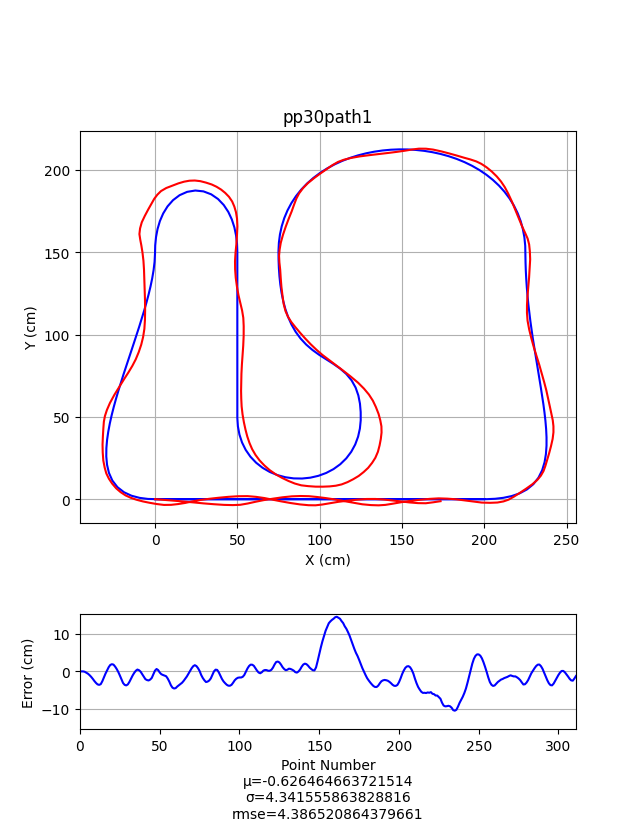 pp30path1
200
150
100
50
0
Y (cm)
0 50 100 150 200 250
X (cm)
10
0
−10
Error (cm)
0 50 100 150 200 250 300
Point Number
μ=-0.626464663721514
σ=4.341555863828816
rmse=4.386520864379661